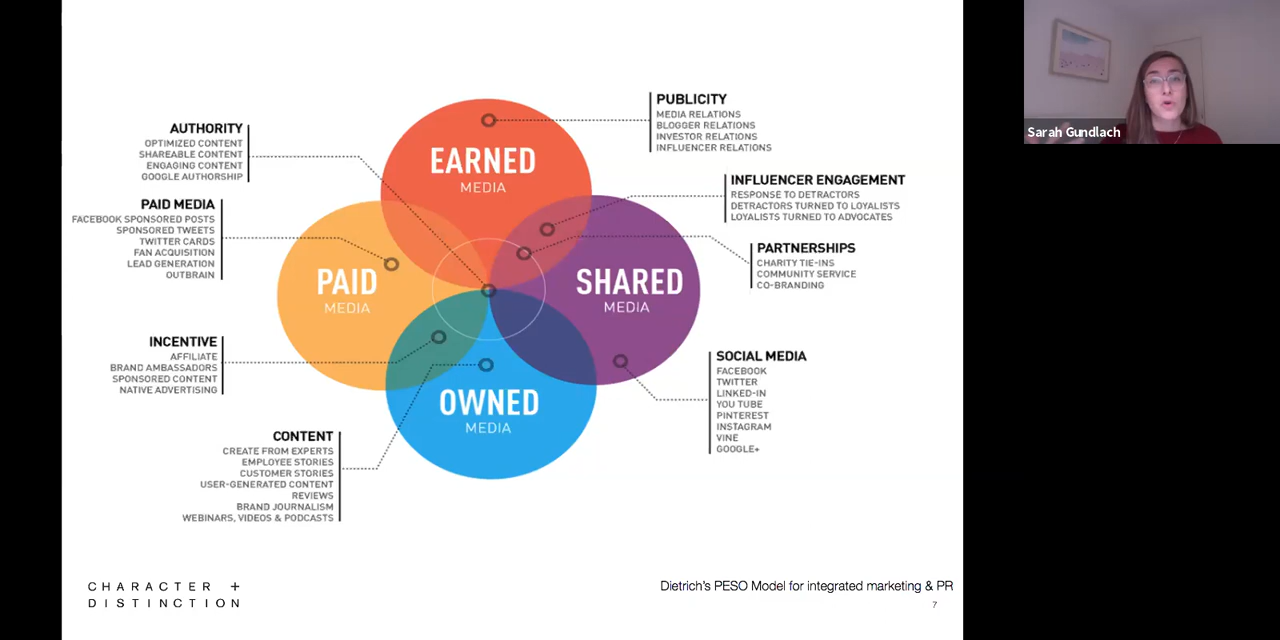 AUTHORITY
OPTIMIZED CONTENT
SHAREABLE CONTENT
ENGAGING CONTENT
GOOGLE AUTHORSHIP
PAID MEDIA
FACEBOOK SPONSORED POSTS
SPONSORED TWEETS
TWITTER CARDS
FAN ACQUISITION
LEAD GENERATION
OUTBRAIN
INCENTIVE
AFFILIATE
BRAND AMBASSADORS
SPONSORED CONTENT
NATIVE ADVERTISING
CONTENT
CREATE FROM EXPERTS
EMPLOYEE STORIES
CUSTOMER STORIES
USER-GENERATED CONTENT
REVIEWS
BRAND JOURNALISM
WEBINARS, VIDEOS & PODCASTS
EARNED
MEDIA
PAID
MEDIA
SHARED
MEDIA
OWNED
MEDIA
PUBLICITY
MEDIA RELATIONS
BLOGGER RELATIONS
INVESTOR RELATIONS
INFLUENCER RELATIONS
INFLUENCER ENGAGEMENT
RESPONSE TO DETRACTORS
DETRACTORS TURNED TO LOYALISTS
LOYALISTS TURNED TO ADVOCATES
PARTNERSHIPS
CHARITY TIE-INS
COMMUNITY SERVICE
CO-BRANDING
SOCIAL MEDIA
FACEBOOK
TWITTER
LINKED-IN
YOU TUBE
PINTEREST
INSTAGRAM
VINE
GOOGLE+
CHARACTER +
DISTINCTION
Dietrich's PESO Model for integrated marketing & PR
7
Sarah Gundlach